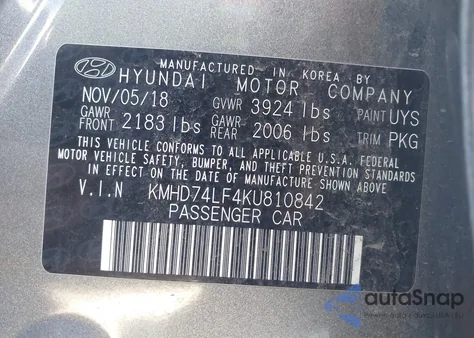 MANUFACTURED IN KOREA BY
HYUNDAI MOTOR COMPANY
NOV/05/18 GVWR 3924 lbs PAINT UYS
GAWR FRONT 2183 lbs GAWR REAR 2006 lbs TRIM PKG
THIS VEHICLE CONFORMS TO ALL APPLICABLE U.S.A. FEDERAL
MOTOR VEHICLE SAFETY, BUMPER, AND THEFT PREVENTION STANDARDS
IN EFFECT ON THE DATE OF MANUFACTURE SHOWN ABOVE.
V.I.N KMHD74LF4KU810842
PASSENGER CAR
autoSnap